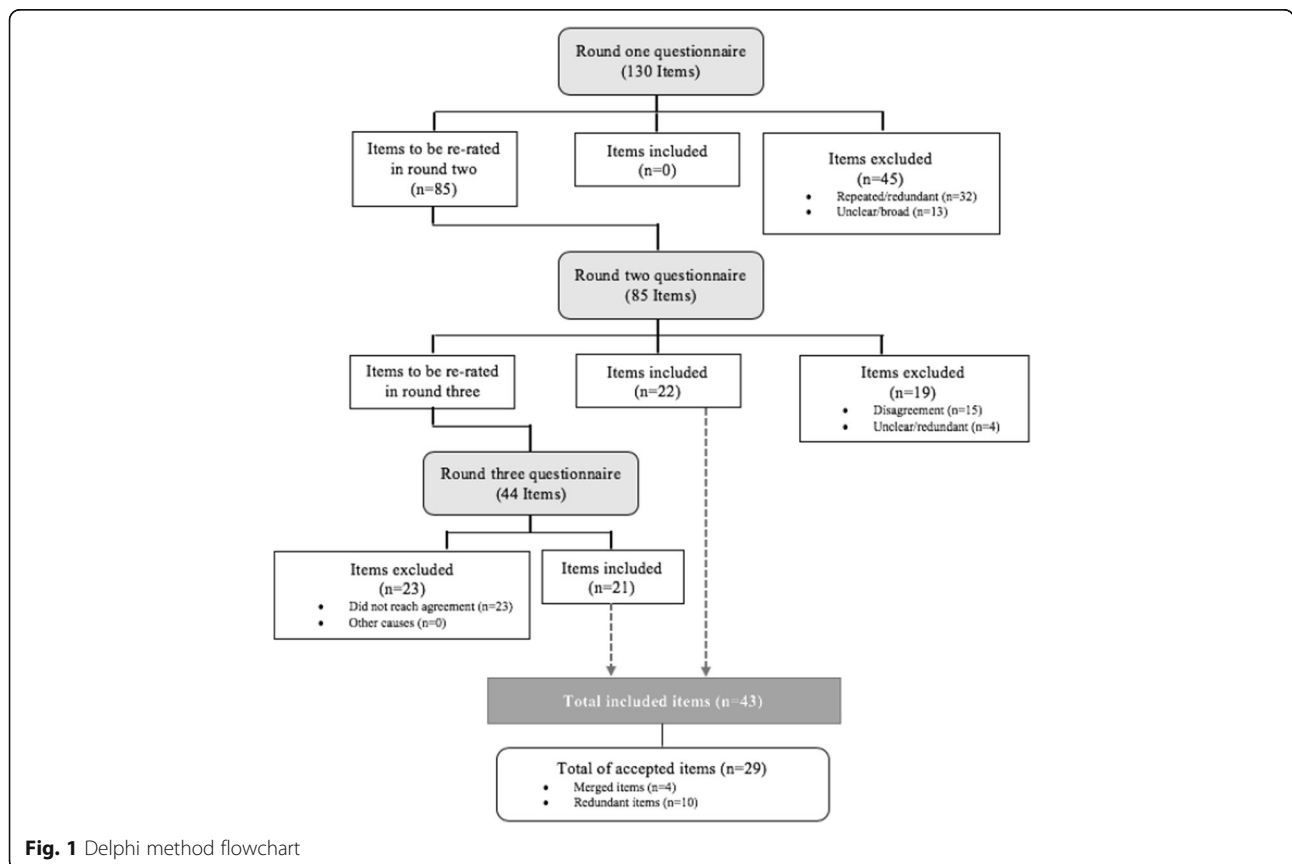 Round one questionnaire
(130 Items)
Items to be re-rated
in round two
(n=85)
Items included
(n=0)
Items excluded
(n=45)
• Repeated/redundant (n=32)
• Unclear/broad (n=13)
Round two questionnaire
(85 Items)
Items to be re-rated
in round three
Items included
(n=22)
Items excluded
(n=19)
• Disagreement (n=15)
• Unclear/redundant (n=4)
Round three questionnaire
(44 Items)
Items excluded
(n=23)
• Did not reach agreement (n=23)
• Other causes (n=0)
Items included
(n=21)
Total included items (n=43)
Total of accepted items (n=29)
• Merged items (n=4)
• Redundant items (n=10)
Fig. 1 Delphi method flowchart